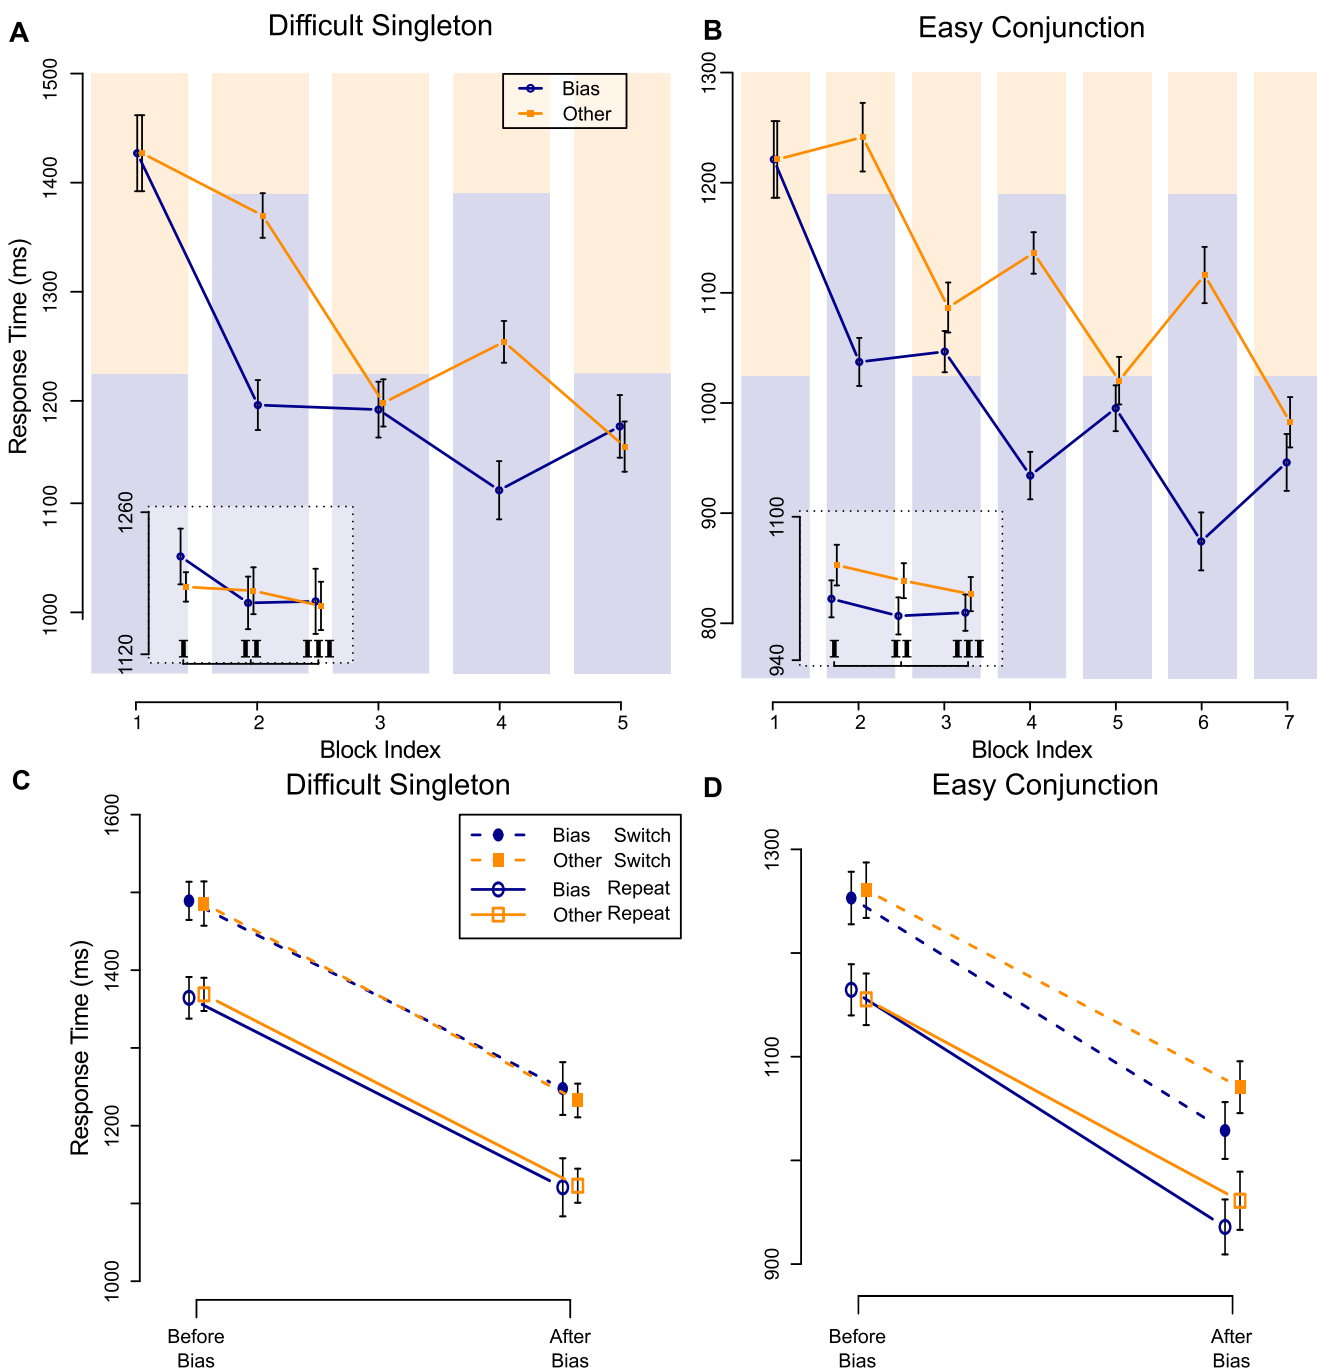 A
Difficult Singleton
Bias
Other
Response Time (ms)
1500
1400
1300
1200
1100
1000
1260
1120
I
II
III
1
2
3
4
5
Block Index
B
Easy Conjunction
1300
1200
1100
1000
900
800
1100
940
I
II
III
1
2
3
4
5
6
7
Block Index
C
Difficult Singleton
Bias Switch
Other Switch
Bias Repeat
Other Repeat
Response Time (ms)
1600
1400
1200
1000
Before
Bias
After
Bias
D
Easy Conjunction
1300
1100
900
Before
Bias
After
Bias